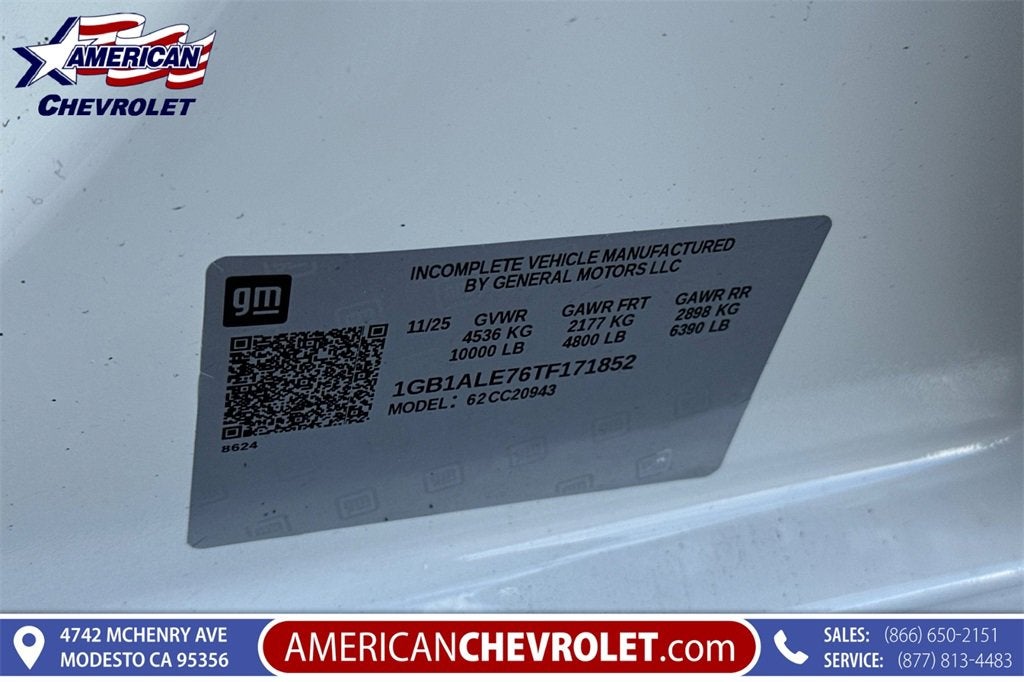 AMERICAN
CHEVROLET
gm
INCOMPLETE VEHICLE MANUFACTURED
BY GENERAL MOTORS LLC
11/25 GVWR GAWR FRT GAWR RR
4536 KG 2177 KG 2898 KG
10000 LB 4800 LB 6390 LB
1GB1ALE76TF171852
MODEL: 62CC20943
8624
4742 MCHENRY AVE
MODESTO CA 95356
AMERICANCHEVROLET.com
SALES: (866) 650-2151
SERVICE: (877) 813-4483